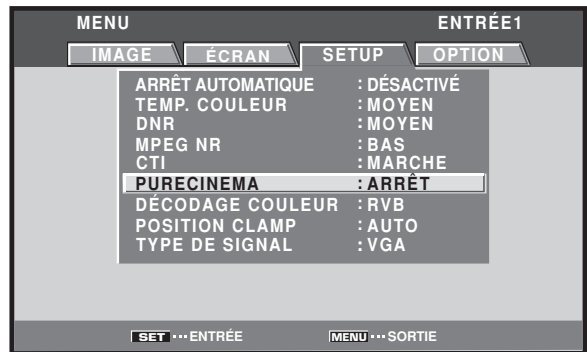 MENU ENTRÉE1
IMAGE ÉCRAN SETUP OPTION
ARRÊT AUTOMATIQUE : DÉSACTIVÉ
TEMP. COULEUR : MOYEN
DNR : MOYEN
MPEG NR : BAS
CTI : MARCHE
PURECINEMA : ARRÊT
DÉCODAGE COULEUR : RVB
POSITION CLAMP : AUTO
TYPE DE SIGNAL : VGA
SET ··· ENTRÉE MENU ··· SORTIE